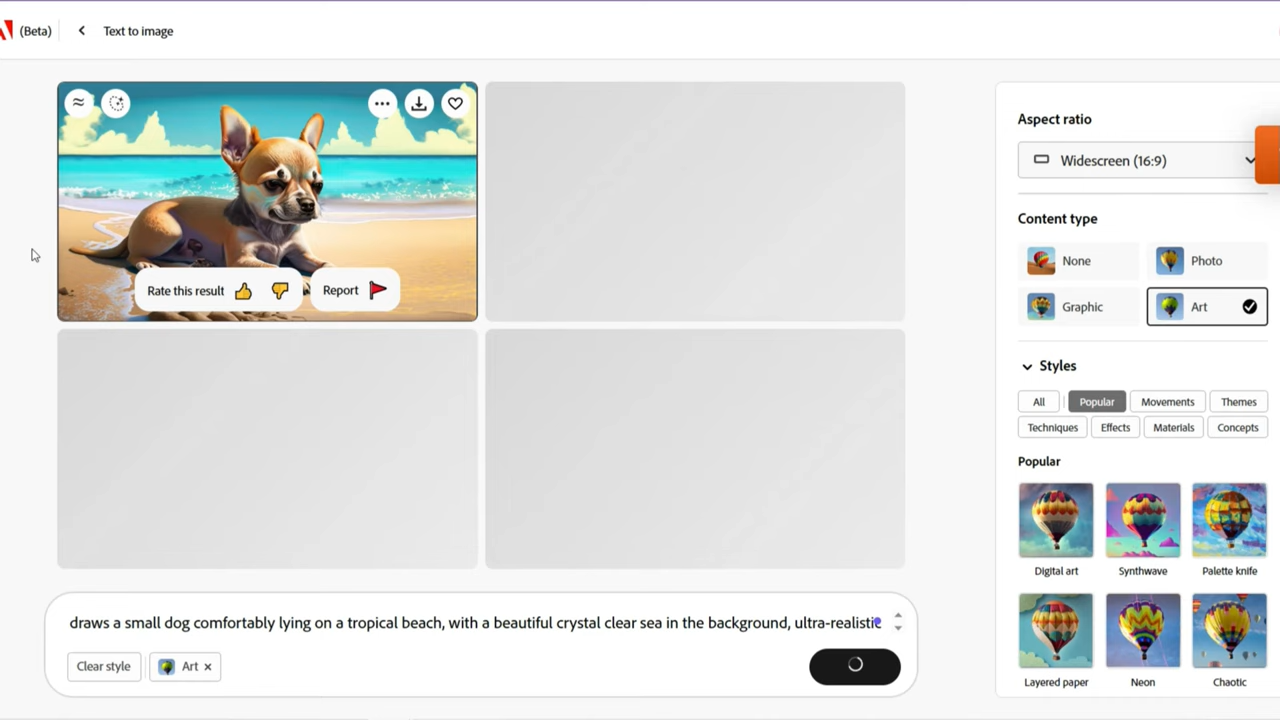 (Beta)
Text to image
Rate this result
Report
draws a small dog comfortably lying on a tropical beach, with a beautiful crystal clear sea in the background, ultra-realistic
Clear style
Art
Aspect ratio
Widescreen (16:9)
Content type
None
Photo
Graphic
Art
Styles
All
Popular
Movements
Themes
Techniques
Effects
Materials
Concepts
Popular
Digital art
Synthwave
Palette knife
Layered paper
Neon
Chaotic